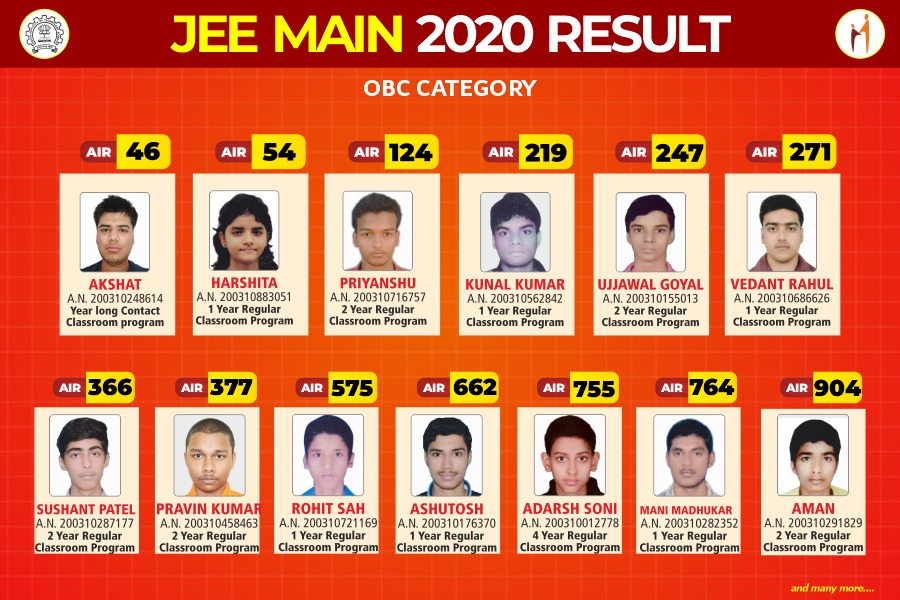 JEE MAIN 2020 RESULT
OBC CATEGORY
AIR 46
AIR 54
AIR 124
AIR 219
AIR 247
AIR 271
AKSHAT
A.N. 200310248614
Year long Contact
Classroom program
HARSHITA
A.N. 200310883051
1 Year Regular
Classroom Program
PRIYANSHU
A.N. 200310716757
2 Year Regular
Classroom Program
KUNAL KUMAR
A.N. 200310562842
1 Year Regular
Classroom Program
UJJAWAL GOYAL
A.N. 200310155013
2 Year Regular
Classroom Program
VEDANT RAHUL
A.N. 200310686626
1 Year Regular
Classroom Program
AIR 366
AIR 377
AIR 575
AIR 662
AIR 755
AIR 764
AIR 904
SUSHANT PATEL
A.N. 200310287177
2 Year Regular
Classroom Program
PRAVIN KUMAR
A.N. 200310458463
2 Year Regular
Classroom Program
ROHIT SAH
A.N. 200310721169
1 Year Regular
Classroom Program
ASHUTOSH
A.N. 200310176370
1 Year Regular
Classroom Program
ADARSH SONI
A.N. 200310012778
4 Year Regular
Classroom Program
MANI MADHUKAR
A.N. 200310282352
1 Year Regular
Classroom Program
AMAN
A.N. 200310291829
2 Year Regular
Classroom Program
and many more....